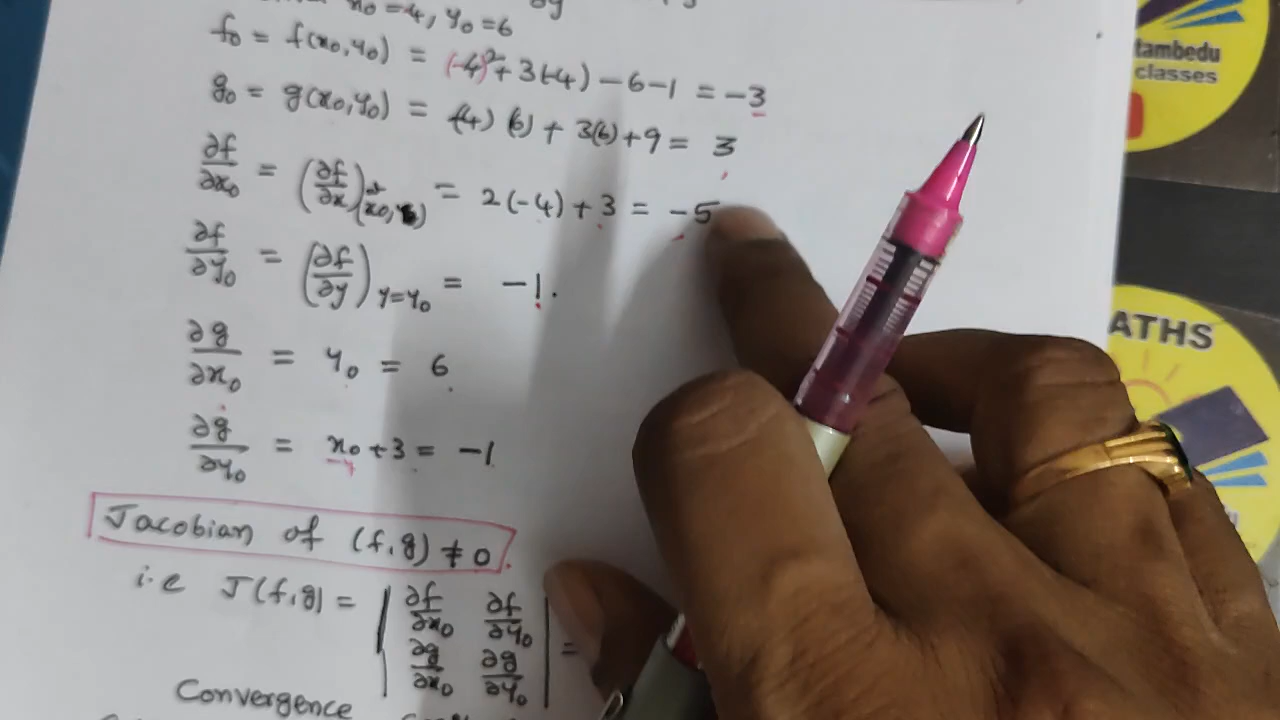 x₀ = 4, y₀ = 6
f₀ = f(x₀, y₀) = (-4)² + 3(-4) - 6 - 1 = -3
g₀ = g(x₀, y₀) = (4) (6) + 3(6) + 9 = 3
∂f/∂x₀ = (∂f/∂x)(x₀, ) = 2(-4) + 3 = -5
∂f/∂y₀ = (∂f/∂y) y=y₀ = -1.
∂g/∂x₀ = y₀ = 6
∂g/∂y₀ = x₀ + 3 = -1
-4
Jacobian of (f,g) ≠ 0.
i.e J(f,g) = | ∂f/∂x₀ ∂f/∂y₀ | =
| ∂g/∂x₀ ∂g/∂y₀ |
Convergence
tambedu
classes
ATHS